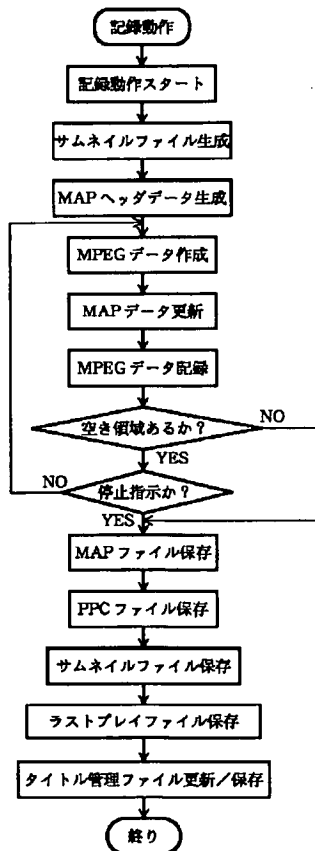 記録動作
記録動作スタート
サムネイルファイル生成
MAPヘッダデータ生成
MPEGデータ作成
MAPデータ更新
MPEGデータ記録
空き領域あるか？
NO
YES
停止指示か？
NO
YES
MAPファイル保存
PPCファイル保存
サムネイルファイル保存
ラストプレイファイル保存
タイトル管理ファイル更新／保存
終り